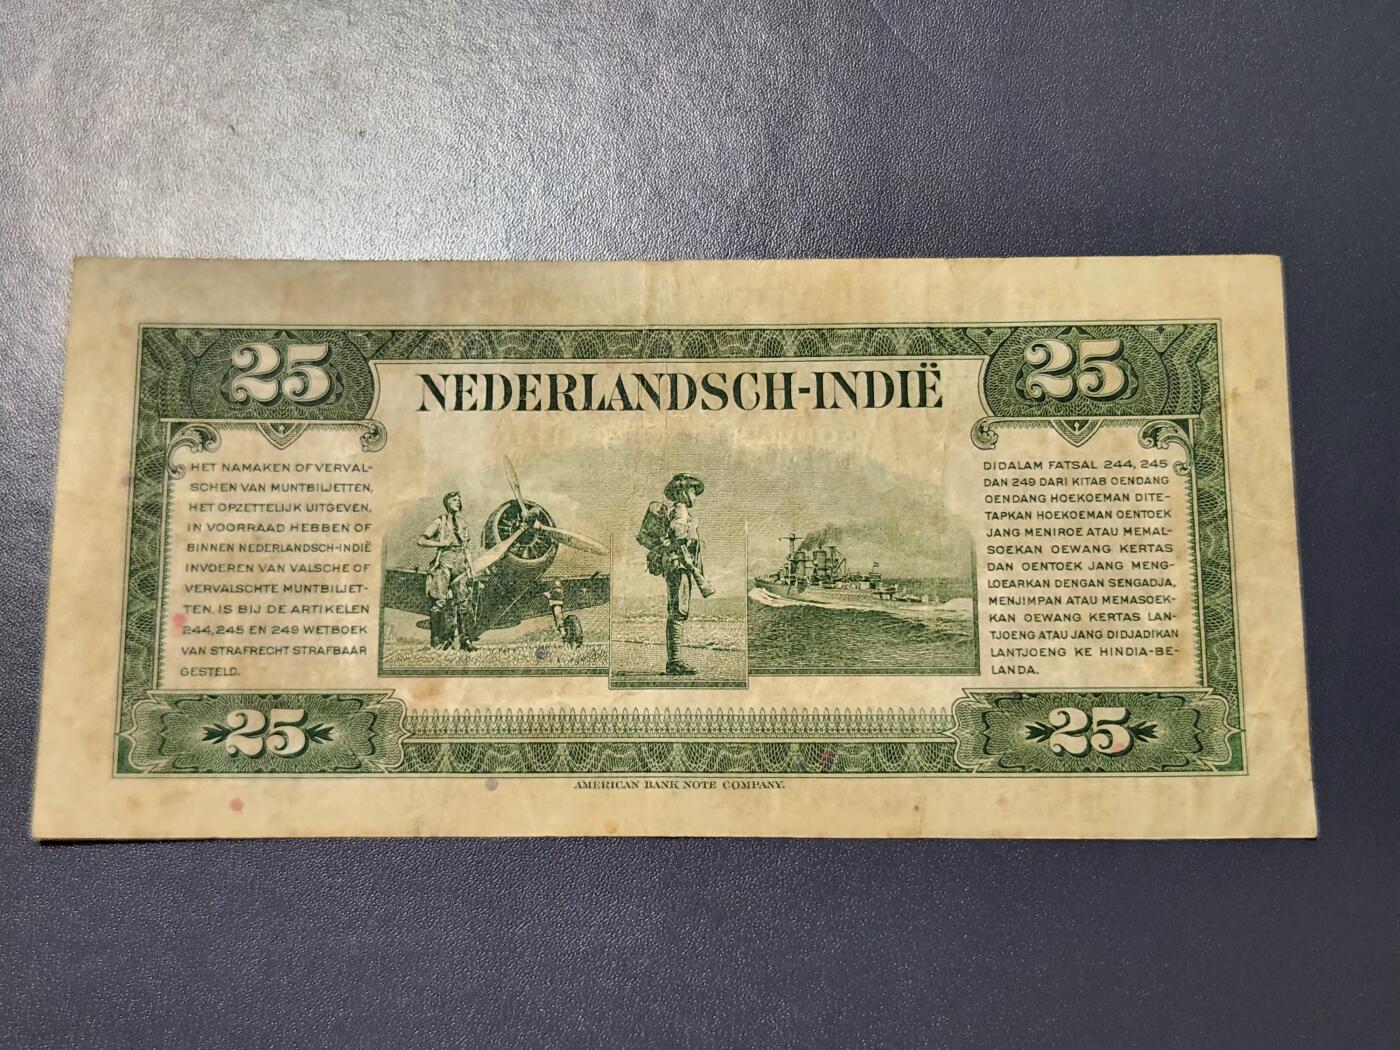 25
25
NEDERLANDSCH-INDIË
HET NAMAKEN OF VERVAL-
SCHEN VAN MUNTBILJETTEN,
HET OPZETTELIJK UITGEVEN,
IN VOORRAAD HEBBEN OF
BINNEN NEDERLANDSCH-INDIË
INVOEREN VAN VALSCHE OF
VERVALSCHTE MUNTBILJET-
TEN, IS BIJ DE ARTIKELEN
244, 245 EN 249 WETBOEK
VAN STRAFRECHT STRAFBAAR
GESTELD.
DIDALAM FATSAL 244, 245
DAN 249 DARI KITAB OENDANG
OENDANG HOEKOEMAN DITE-
TAPKAN HOEKOEMAN OENTOEK
JANG MENIROE ATAU MEMAL-
SOEKAN OEWANG KERTAS
DAN OENTOEK JANG MENG-
LOEARKAN DENGAN SENGADJA,
MENJIMPAN ATAU MEMASOEK-
KAN OEWANG KERTAS LAN-
TJOENG ATAU JANG DIDJADIKAN
LANTJOENG KE HINDIA-BE-
LANDA.
25
25
AMERICAN BANK NOTE COMPANY.